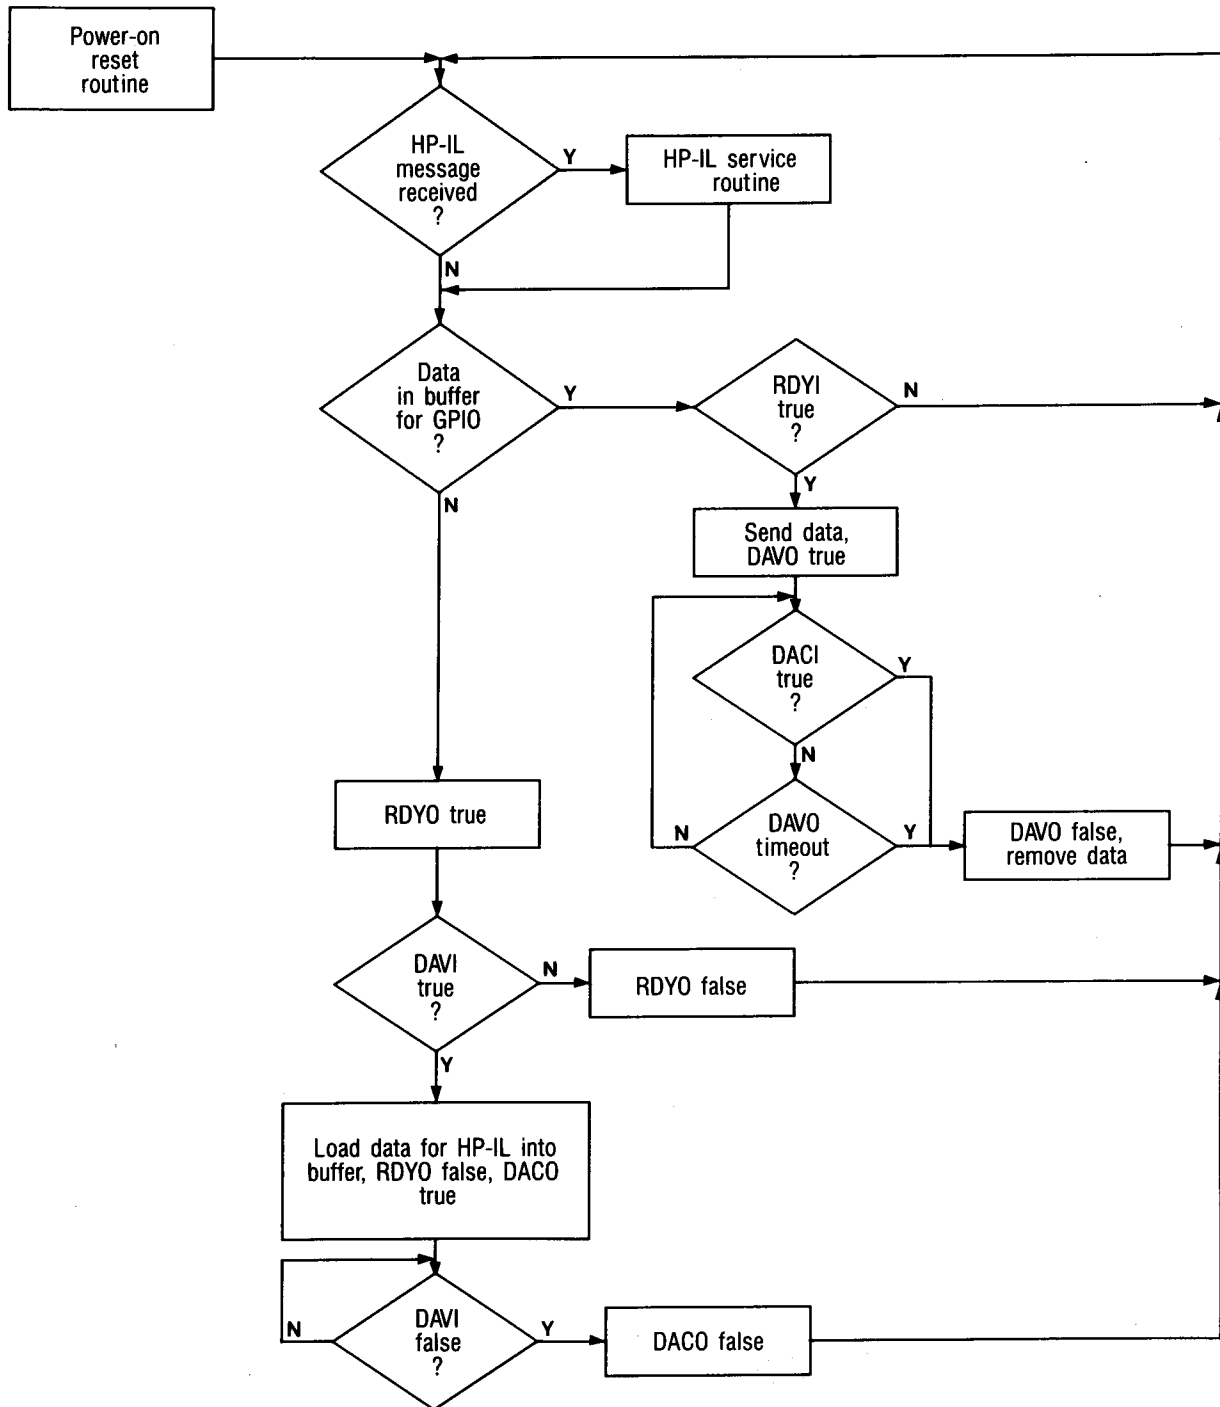 Power-on
reset
routine
HP-IL
message
received
?
Y
HP-IL service
routine
N
Data
in buffer
for GPIO
?
Y
RDYI
true
?
N
N
Y
Send data,
DAVO true
DACI
true
?
Y
N
RDYO true
N
DAVO
timeout
?
Y
DAVO false,
remove data
DAVI
true
?
N
RDYO false
Y
Load data for HP-IL into
buffer, RDYO false, DACO
true
N
DAVI
false
?
Y
DACO false